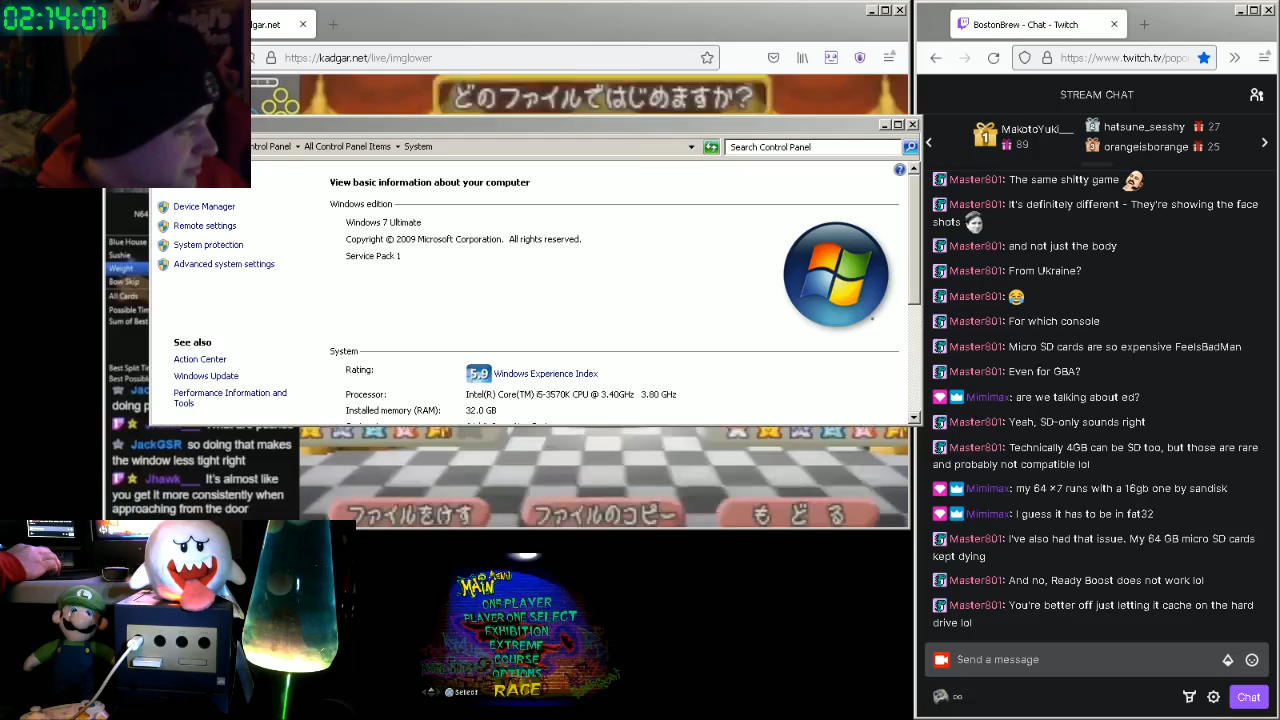 02:14:01
dgar.net
https://kadgar.net/live/imglower
どのファイルではじめますか?
ntrol Panel
All Control Panel Items
System
Search Control Panel
Device Manager
Remote settings
System protection
Advanced system settings
See also
Action Center
Windows Update
Performance Information and
Tools
View basic information about your computer
Windows edition
Windows 7 Ultimate
Copyright © 2009 Microsoft Corporation. All rights reserved.
Service Pack 1
System
Rating:
5,9 Windows Experience Index
Processor:
Intel(R) Core(TM) i5-3570K CPU @ 3.40GHz 3.80 GHz
Installed memory (RAM):
32.0 GB
N64
Blue House
Sushie
Weight
Bow Skip
All Cards
Possible Tim
Sum of Best
Best Split Ti
Best Possibl
doing p
JackGSR so doing that makes
the window less tight right
Jhawk___ It's almost like
you get it more consistently when
approaching from the door
ファイルをけす
ファイルのコピー
もどる
MAIN MENU
ONE PLAYER
PLAYER ONE SELECT
EXHIBITION
EXTREME
COURSE
OPTIONS
RACE
Select
BostonBrew - Chat - Twitch
https://www.twitch.tv/popo
STREAM CHAT
1 MakotoYuki___
89
2 hatsune_sesshy 27
3 orangeisborange 25
Master801: The same shitty game
Master801: It's definitely different - They're showing the face
shots
Master801: and not just the body
Master801: From Ukraine?
Master801:
Master801: For which console
Master801: Micro SD cards are so expensive FeelsBadMan
Master801: Even for GBA?
Mimimax: are we talking about ed?
Master801: Yeah, SD-only sounds right
Master801: Technically 4GB can be SD too, but those are rare
and probably not compatible lol
Mimimax: my 64 x7 runs with a 16gb one by sandisk
Mimimax: I guess it has to be in fat32
Master801: I've also had that issue. My 64 GB micro SD cards
kept dying
Master801: And no, Ready Boost does not work lol
Master801: You're better off just letting it cache on the hard
drive lol
Send a message
∞
Chat